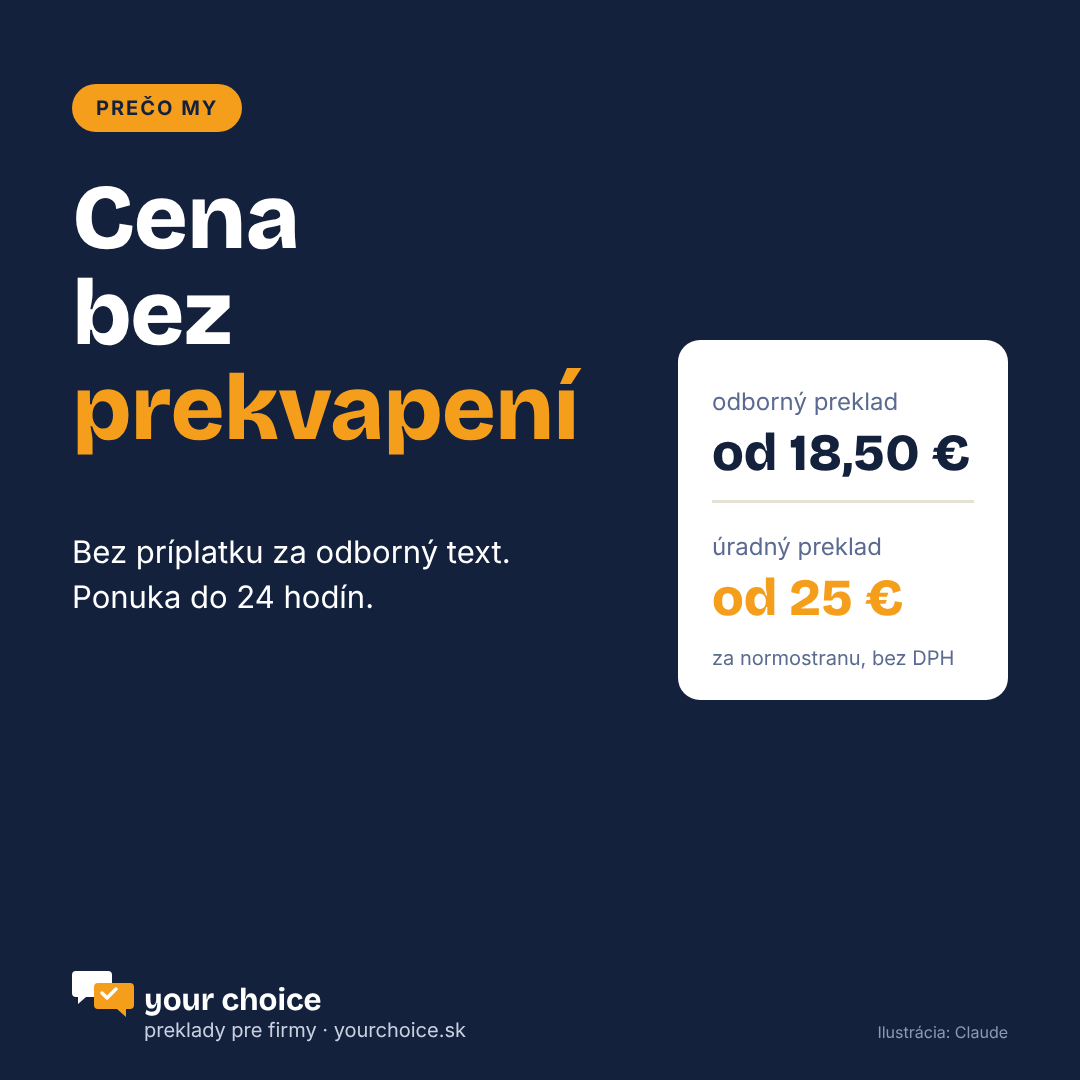 PREČO MY
Cena
bez
prekvapení
Bez príplatku za odborný text.
Ponuka do 24 hodín.
odborný preklad
od 18,50 €
úradný preklad
od 25 €
za normostranu, bez DPH
your choice
preklady pre firmy · yourchoice.sk
Ilustrácia: Claude